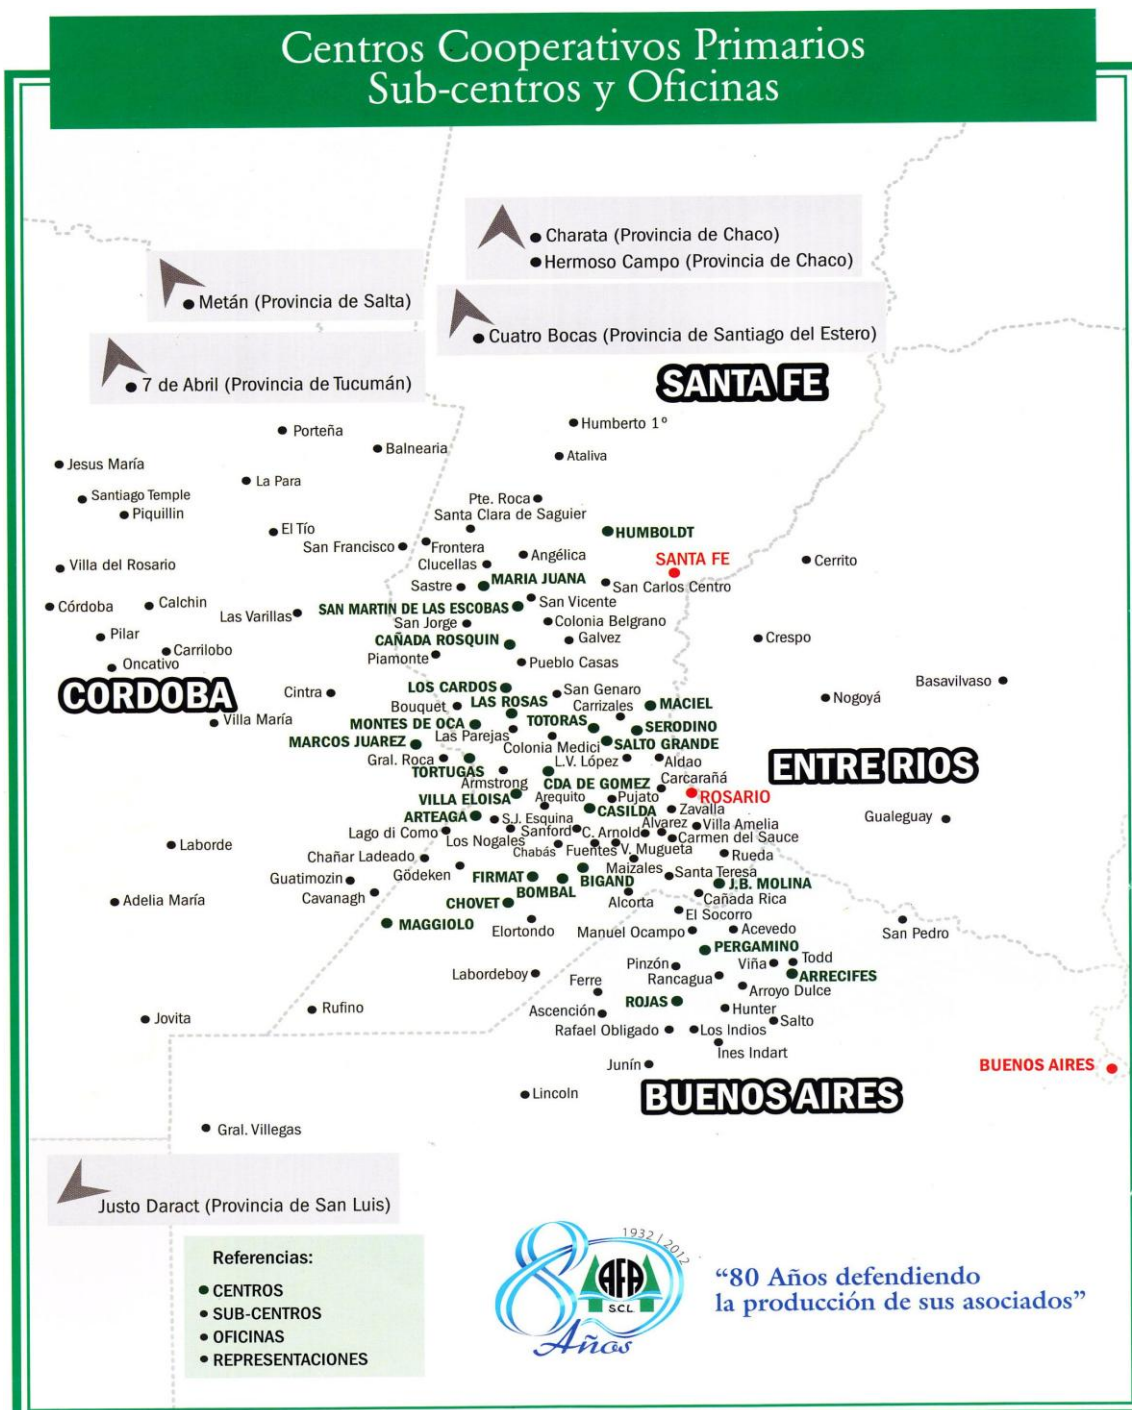 Centros Cooperativos Primarios
Sub-centros y Oficinas
Charata (Provincia de Chaco)
Hermoso Campo (Provincia de Chaco)
Metán (Provincia de Salta)
Cuatro Bocas (Provincia de Santiago del Estero)
7 de Abril (Provincia de Tucumán)
SANTA FE
Humberto 1º
Porteña
Balnearia
Ataliva
Jesus María
La Para
Santiago Temple
Pte. Roca
Piquillin
Santa Clara de Saguier
El Tío
HUMBOLDT
San Francisco
Frontera
Angélica
SANTA FE
Cerrito
Clucellas
Villa del Rosario
MARIA JUANA
Sastre
San Carlos Centro
Córdoba
Calchin
Las Varillas
SAN MARTIN DE LAS ESCOBAS
San Vicente
San Jorge
Colonia Belgrano
Pilar
CAÑADA ROSQUIN
Galvez
Crespo
Carrilobo
Piamonte
Pueblo Casas
Oncativo
CORDOBA
Basavilvaso
Cintra
LOS CARDOS
San Genaro
Nogoyá
Bouquet
LAS ROSAS
Carrizales
MACIEL
Villa María
MONTES DE OCA
TOTORAS
SERODINO
Las Parejas
MARCOS JUAREZ
Colonia Medici
SALTO GRANDE
Gral. Roca
L.V. López
Aldao
ENTRE RIOS
TORTUGAS
Armstrong
CDA DE GOMEZ
Carcarañá
VILLA ELOISA
Arequito
Pujato
ROSARIO
ARTEAGA
CASILDA
Zavalla
Gualeguay
S.J. Esquina
Alvarez
Villa Amelia
Lago di Como
Los Nogales
Sanford
C. Arnold
Carmen del Sauce
Laborde
Chabás
Fuentes
V. Mugueta
Rueda
Chañar Ladeado
Gödeken
Maizales
Santa Teresa
Guatimozin
FIRMAT
BIGAND
J.B. MOLINA
Cavanagh
BOMBAL
Adelia María
CHOVET
Alcorta
Cañada Rica
MAGGIOLO
El Socorro
Elortondo
Manuel Ocampo
Acevedo
San Pedro
PERGAMINO
Labordeboy
Pinzón
Viña
Todd
Ferre
Rancagua
ARRECIFES
Arroyo Dulce
Rufino
ROJAS
Hunter
Jovita
Ascención
Salto
Rafael Obligado
Los Indios
Ines Indart
Junín
BUENOS AIRES
Lincoln
BUENOS AIRES
Gral. Villegas
Justo Daract (Provincia de San Luis)
Referencias:
CENTROS
SUB-CENTROS
OFICINAS
REPRESENTACIONES
1932 | 2012
80
AFA
S.C.L.
Años
“80 Años defendiendo
la producción de sus asociados”